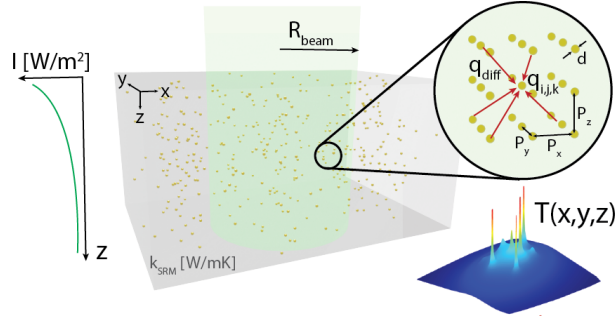 I [W/m²]
z
R_beam
y
x
z
k_SRM [W/mK]
q_diff
q_i,j,k
d
P_z
P_y
P_x
T(x,y,z)